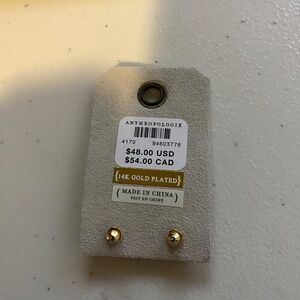 ANTHROPOLOGIE
4170 94603776
$48.00 USD
$54.00 CAD
{14K GOLD PLATED}
{MADE IN CHINA}
FAIT EN CHINE